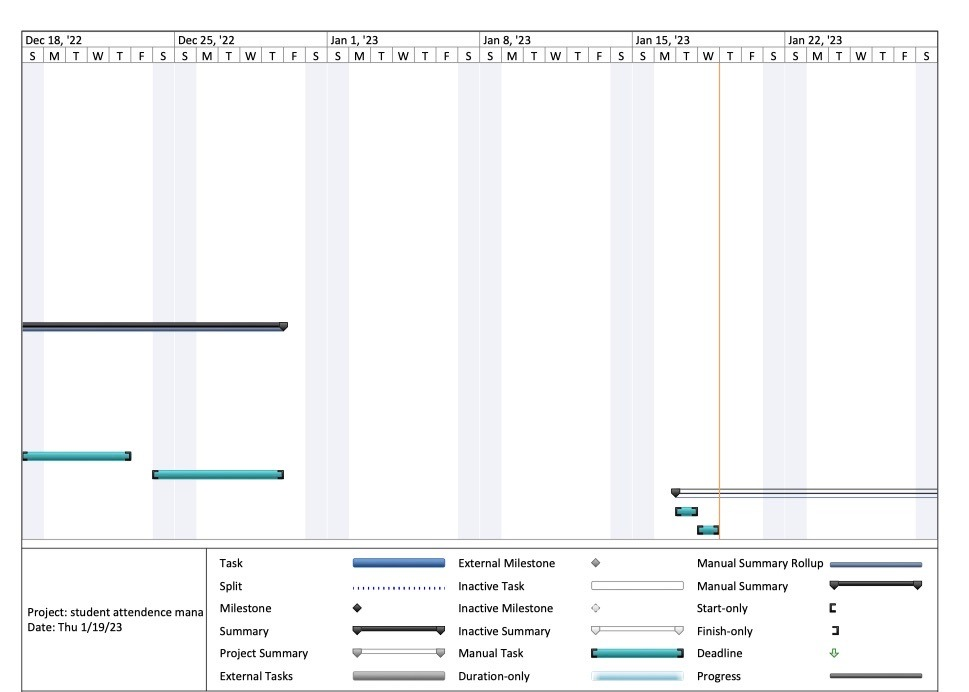 Dec 18, '22 Dec 25, '22 Jan 1, '23 Jan 8, '23 Jan 15, '23 Jan 22, '23
S M T W T F S S M T W T F S S M T W T F S S M T W T F S S M T W T F S S M T W T F S
Project: student attendence mana
Date: Thu 1/19/23
Task External Milestone Manual Summary Rollup
Split Inactive Task Manual Summary
Milestone Inactive Milestone Start-only
Summary Inactive Summary Finish-only
Project Summary Manual Task Deadline
External Tasks Duration-only Progress